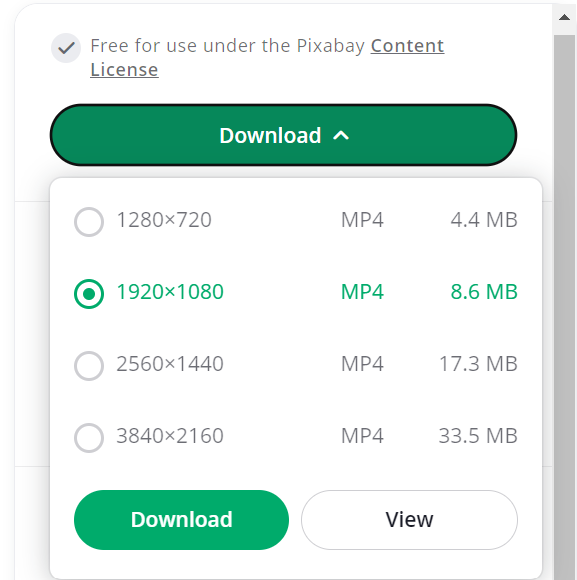 Free for use under the Pixabay Content
License
Download
1280×720 MP4 4.4 MB
1920×1080 MP4 8.6 MB
2560×1440 MP4 17.3 MB
3840×2160 MP4 33.5 MB
Download View